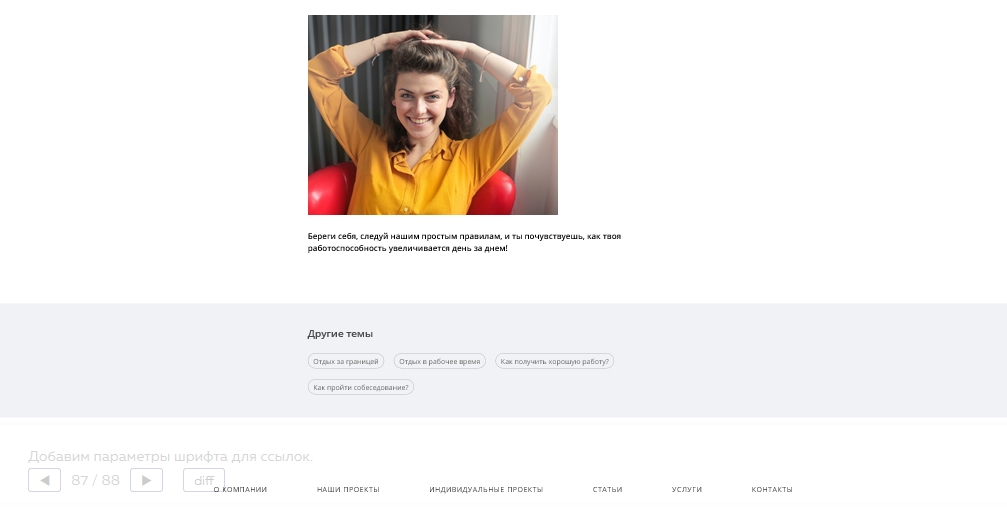 Береги себя, следуй нашим простым правилам, и ты почувствуешь, как твоя
работоспособность увеличивается день за днем!
Другие темы
Отдых за границей Отдых в рабочее время Как получить хорошую работу?
Как пройти собеседование?
Добавим параметры шрифта для ссылок.
87 / 88 diff
О КОМПАНИИ НАШИ ПРОЕКТЫ ИНДИВИДУАЛЬНЫЕ ПРОЕКТЫ СТАТЬИ УСЛУГИ КОНТАКТЫ